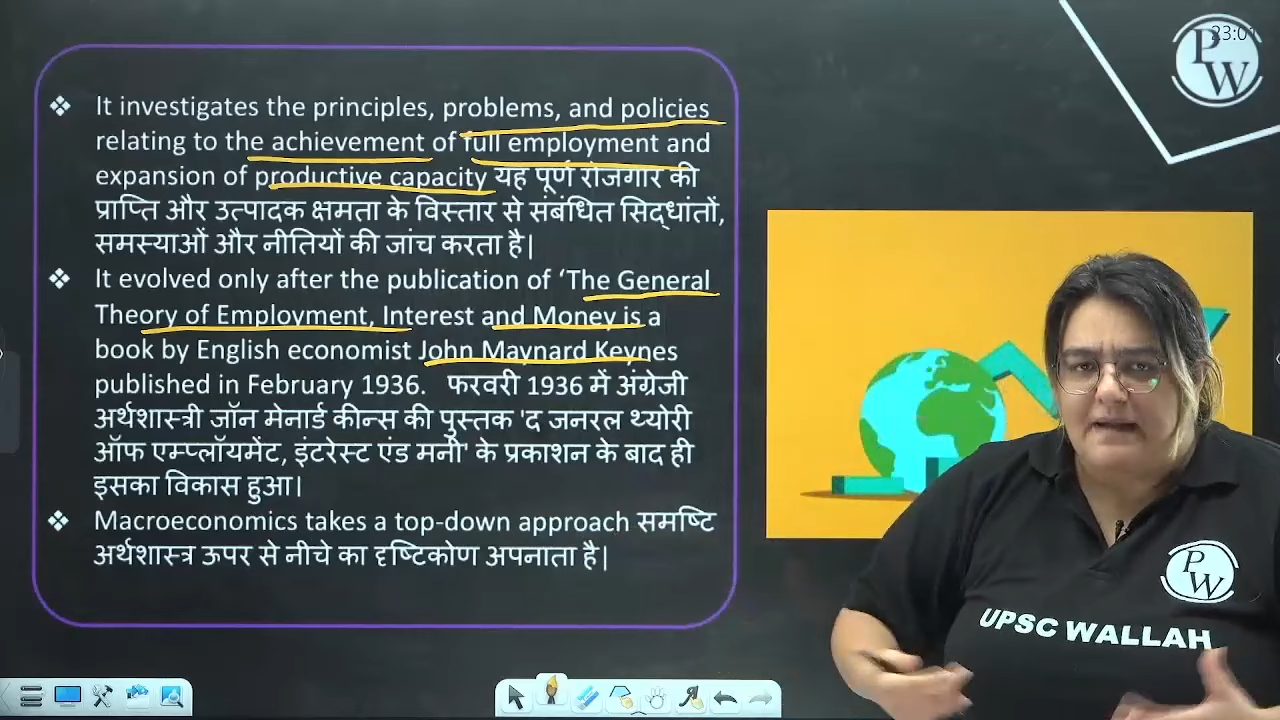 23:01
PW
❖ It investigates the principles, problems, and policies
relating to the achievement of full employment and
expansion of productive capacity यह पूर्ण रोजगार की
प्राप्ति और उत्पादक क्षमता के विस्तार से संबंधित सिद्धांतों,
समस्याओं और नीतियों की जांच करता है|
❖ It evolved only after the publication of ‘The General
Theory of Employment, Interest and Money is a
book by English economist John Maynard Keynes
published in February 1936. फरवरी 1936 में अंग्रेजी
अर्थशास्त्री जॉन मेनार्ड कीन्स की पुस्तक 'द जनरल थ्योरी
ऑफ एम्प्लॉयमेंट, इंटरेस्ट एंड मनी' के प्रकाशन के बाद ही
इसका विकास हुआ।
❖ Macroeconomics takes a top-down approach समष्टि
अर्थशास्त्र ऊपर से नीचे का दृष्टिकोण अपनाता है|
PW
UPSC WALLAH